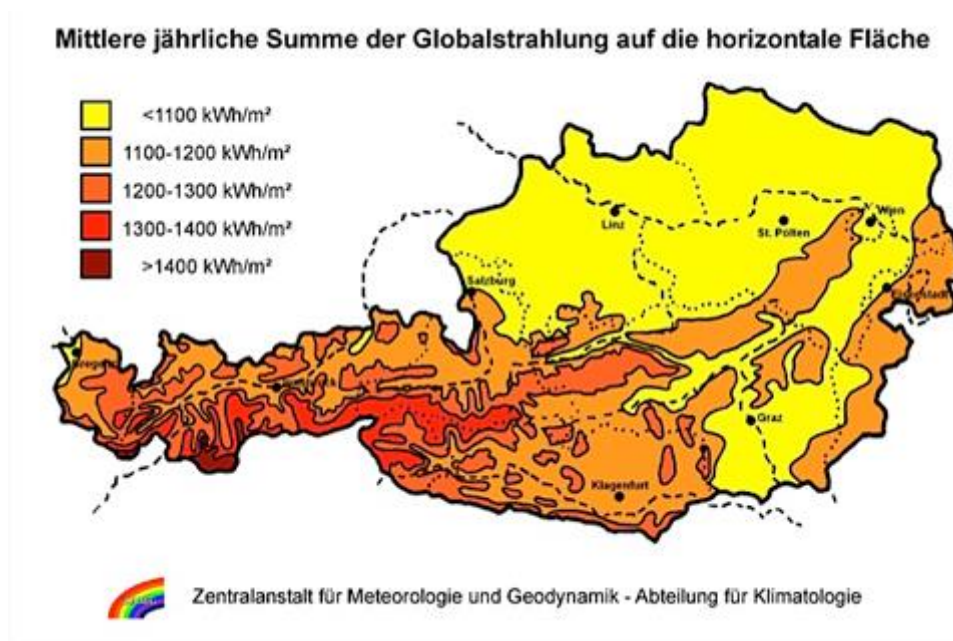 Mittlere jährliche Summe der Globalstrahlung auf die horizontale Fläche
<1100 kWh/m²
1100-1200 kWh/m²
1200-1300 kWh/m²
1300-1400 kWh/m²
>1400 kWh/m²
Linz
St. Pölten
Wien
Salzburg
Graz
Klagenfurt
Zentralanstalt für Meteorologie und Geodynamik - Abteilung für Klimatologie